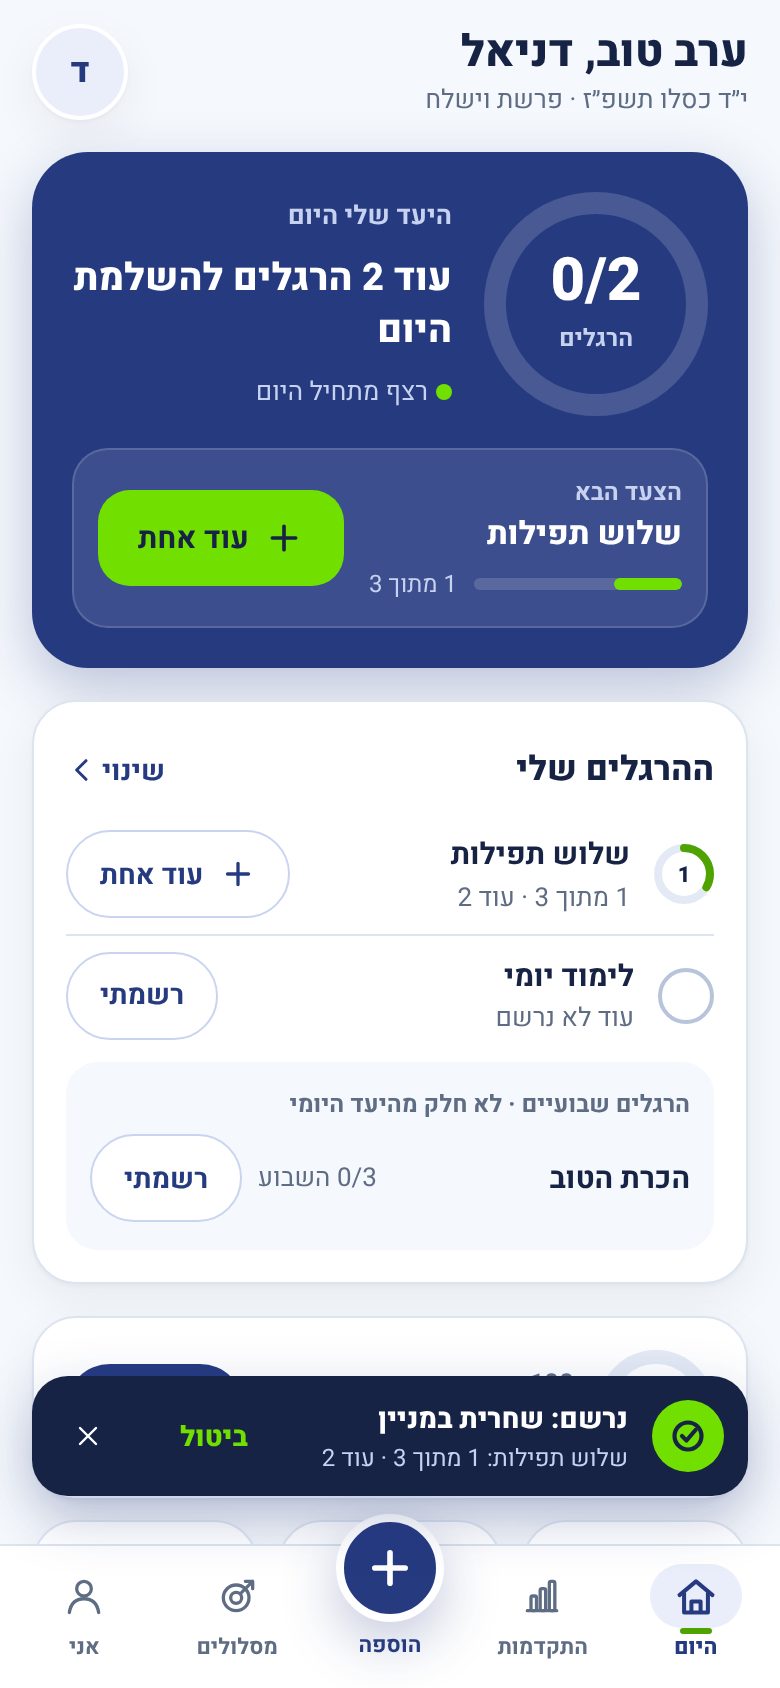 ערב טוב, דניאל
י״ד כסלו תשפ״ז · פרשת וישלח
ד
0/2
הרגלים
היעד שלי היום
עוד 2 הרגלים להשלמת
היום
רצף מתחיל היום
הצעד הבא
שלוש תפילות
1 מתוך 3
עוד אחת
ההרגלים שלי
שינוי
1
שלוש תפילות
1 מתוך 3 · עוד 2
עוד אחת
לימוד יומי
עוד לא נרשם
רשמתי
הרגלים שבועיים · לא חלק מהיעד היומי
הכרת הטוב
0/3 השבוע
רשמתי
נרשם: שחרית במניין
שלוש תפילות: 1 מתוך 3 · עוד 2
ביטול
היום
התקדמות
הוספה
מסלולים
אני